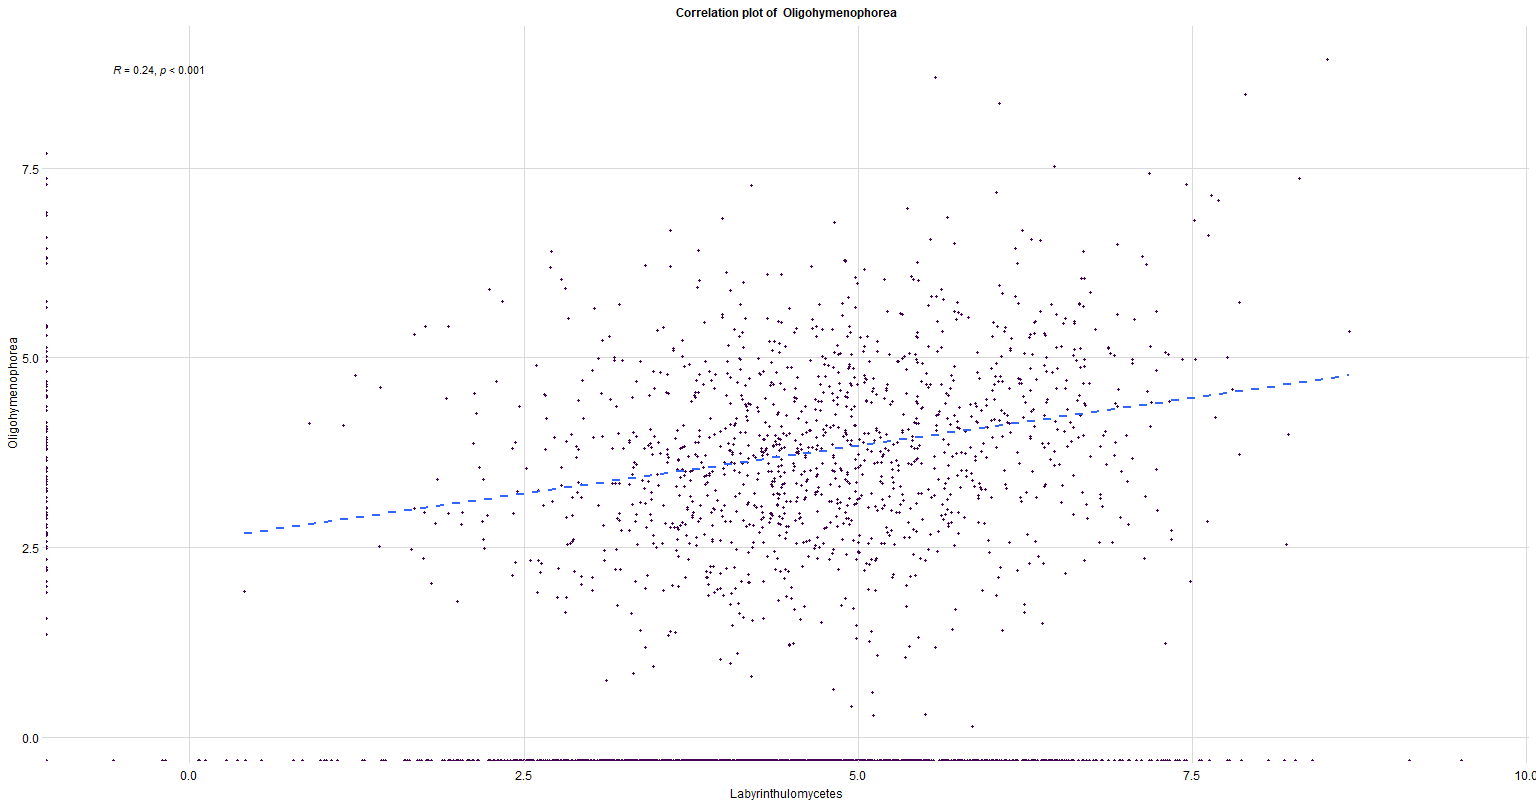 Correlation plot of Oligohymenophorea
R = 0.24, p < 0.001
7.5
5.0
2.5
0.0
Oligohymenophorea
0.0 2.5 5.0 7.5 10.0
Labyrinthulomycetes